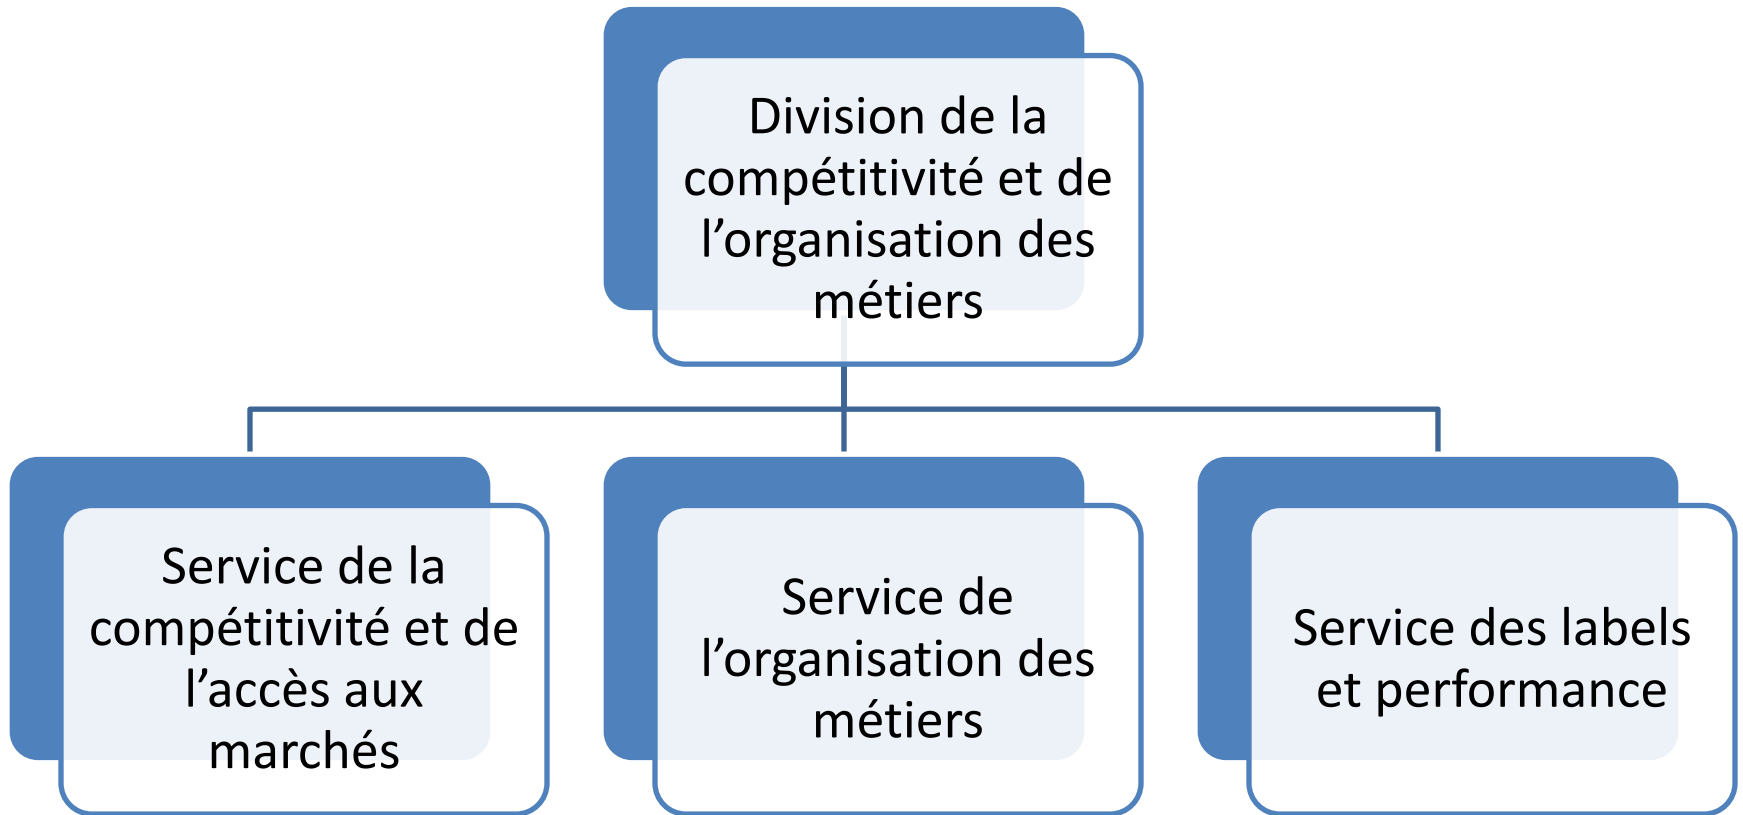 Division de la
compétitivité et de
l’organisation des
métiers
Service de la
compétitivité et de
l’accès aux
marchés
Service de
l’organisation des
métiers
Service des labels
et performance